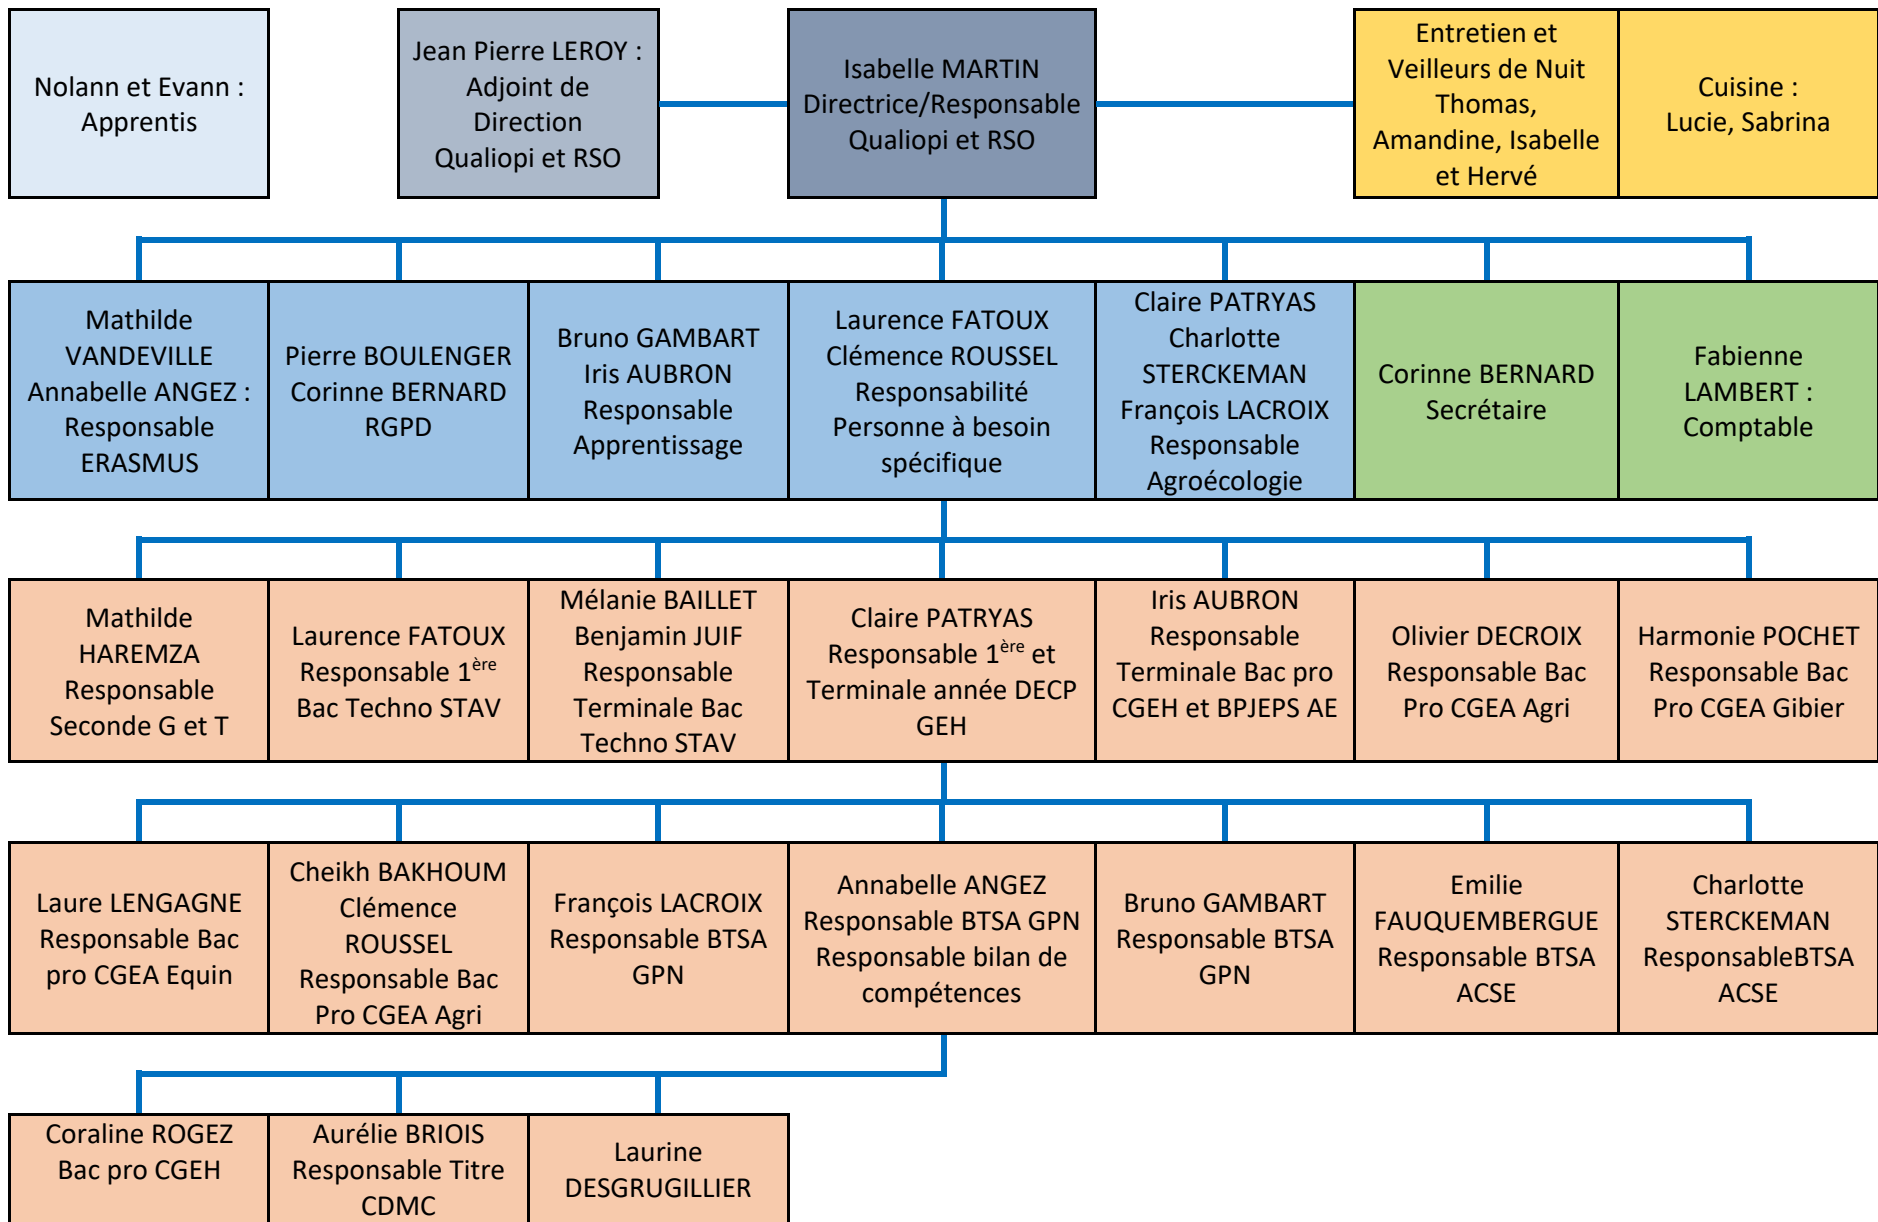 Nolann et Evann :
Apprentis
Jean Pierre LEROY :
Adjoint de
Direction
Qualiopi et RSO
Isabelle MARTIN
Directrice/Responsable
Qualiopi et RSO
Entretien et
Veilleurs de Nuit
Thomas,
Amandine, Isabelle
et Hervé
Cuisine :
Lucie, Sabrina
Mathilde
VANDEVILLE
Annabelle ANGEZ :
Responsable
ERASMUS
Pierre BOULENGER
Corinne BERNARD
RGPD
Bruno GAMBART
Iris AUBRON
Responsable
Apprentissage
Laurence FATOUX
Clémence ROUSSEL
Responsabilité
Personne à besoin
spécifique
Claire PATRYAS
Charlotte
STERCKEMAN
François LACROIX
Responsable
Agroécologie
Corinne BERNARD
Secrétaire
Fabienne
LAMBERT :
Comptable
Mathilde
HAREMZA
Responsable
Seconde G et T
Laurence FATOUX
Responsable 1ère
Bac Techno STAV
Mélanie BAILLET
Benjamin JUIF
Responsable
Terminale Bac
Techno STAV
Claire PATRYAS
Responsable 1ère et
Terminale année DECP
GEH
Iris AUBRON
Responsable
Terminale Bac pro
CGEH et BPJEPS AE
Olivier DECROIX
Responsable Bac
Pro CGEA Agri
Harmonie POCHET
Responsable Bac
Pro CGEA Gibier
Laure LENGAGNE
Responsable Bac
pro CGEA Equin
Cheikh BAKHOUM
Clémence
ROUSSEL
Responsable Bac
Pro CGEA Agri
François LACROIX
Responsable BTSA
GPN
Annabelle ANGEZ
Responsable BTSA GPN
Responsable bilan de
compétences
Bruno GAMBART
Responsable BTSA
GPN
Emilie
FAUQUEMBERGUE
Responsable BTSA
ACSE
Charlotte
STERCKEMAN
ResponsableBTSA
ACSE
Coraline ROGEZ
Bac pro CGEH
Aurélie BRIOIS
Responsable Titre
CDMC
Laurine
DESGRUGILLIER